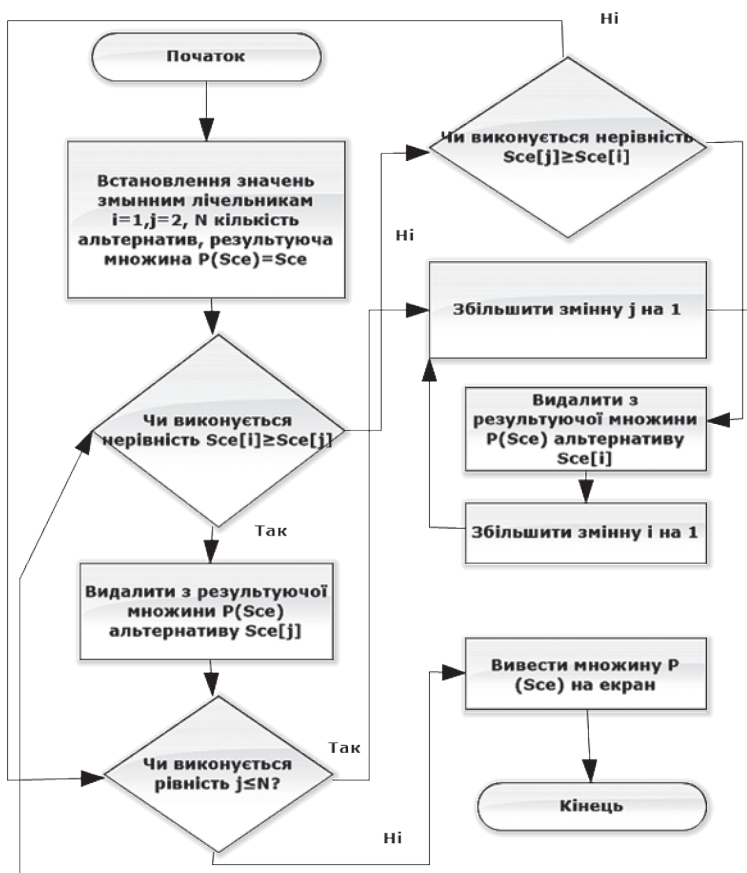 Початок
Встановлення значень
змынним лічельникам
i=1,j=2, N кількість
альтернатив, результуюча
множина P(Sce)=Sce
Чи виконується
нерівність Sce[i]≥Sce[j]
Так
Видалити з результуючої
множини P(Sce)
альтернативу Sce[j]
Чи виконується
рівність j≤N?
Так
Ні
Ні
Ні
Чи виконується нерівність
Sce[j]≥Sce[i]
Збільшити змінну j на 1
Видалити з
результуючої множини
P(Sce) альтернативу
Sce[i]
Збільшити змінну i на 1
Вивести множину P
(Sce) на екран
Кінець